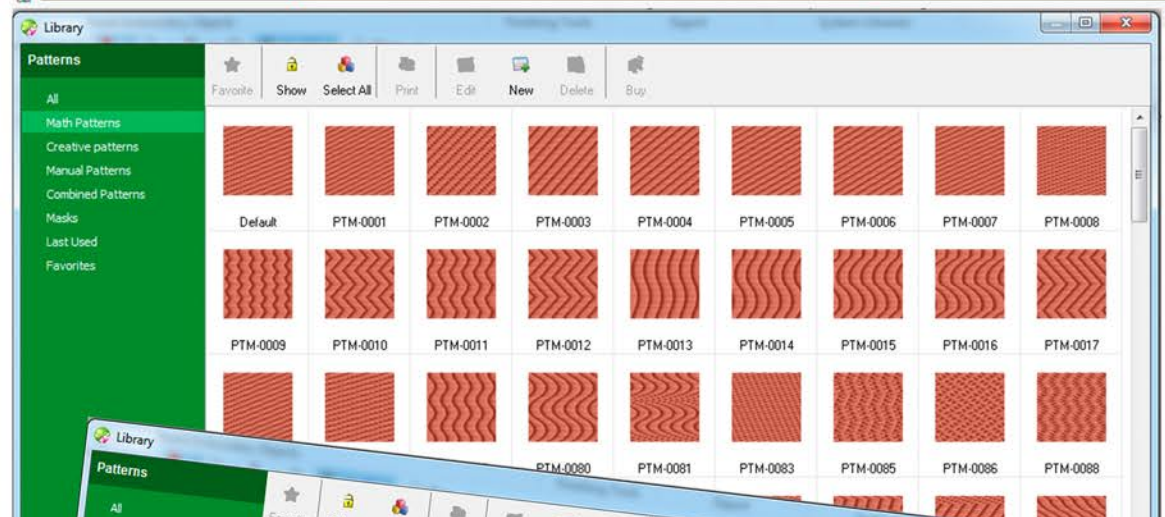 Library
Patterns
Favorite Show Select All Print Edit New Delete Buy
All
Math Patterns
Creative patterns
Manual Patterns
Combined Patterns
Masks
Last Used
Favorites
Default PTM-0001 PTM-0002 PTM-0003 PTM-0004 PTM-0005 PTM-0006 PTM-0007 PTM-0008
PTM-0009 PTM-0010 PTM-0011 PTM-0012 PTM-0013 PTM-0014 PTM-0015 PTM-0016 PTM-0017
PTM-0080 PTM-0081 PTM-0083 PTM-0085 PTM-0086 PTM-0088
Library
Patterns
All